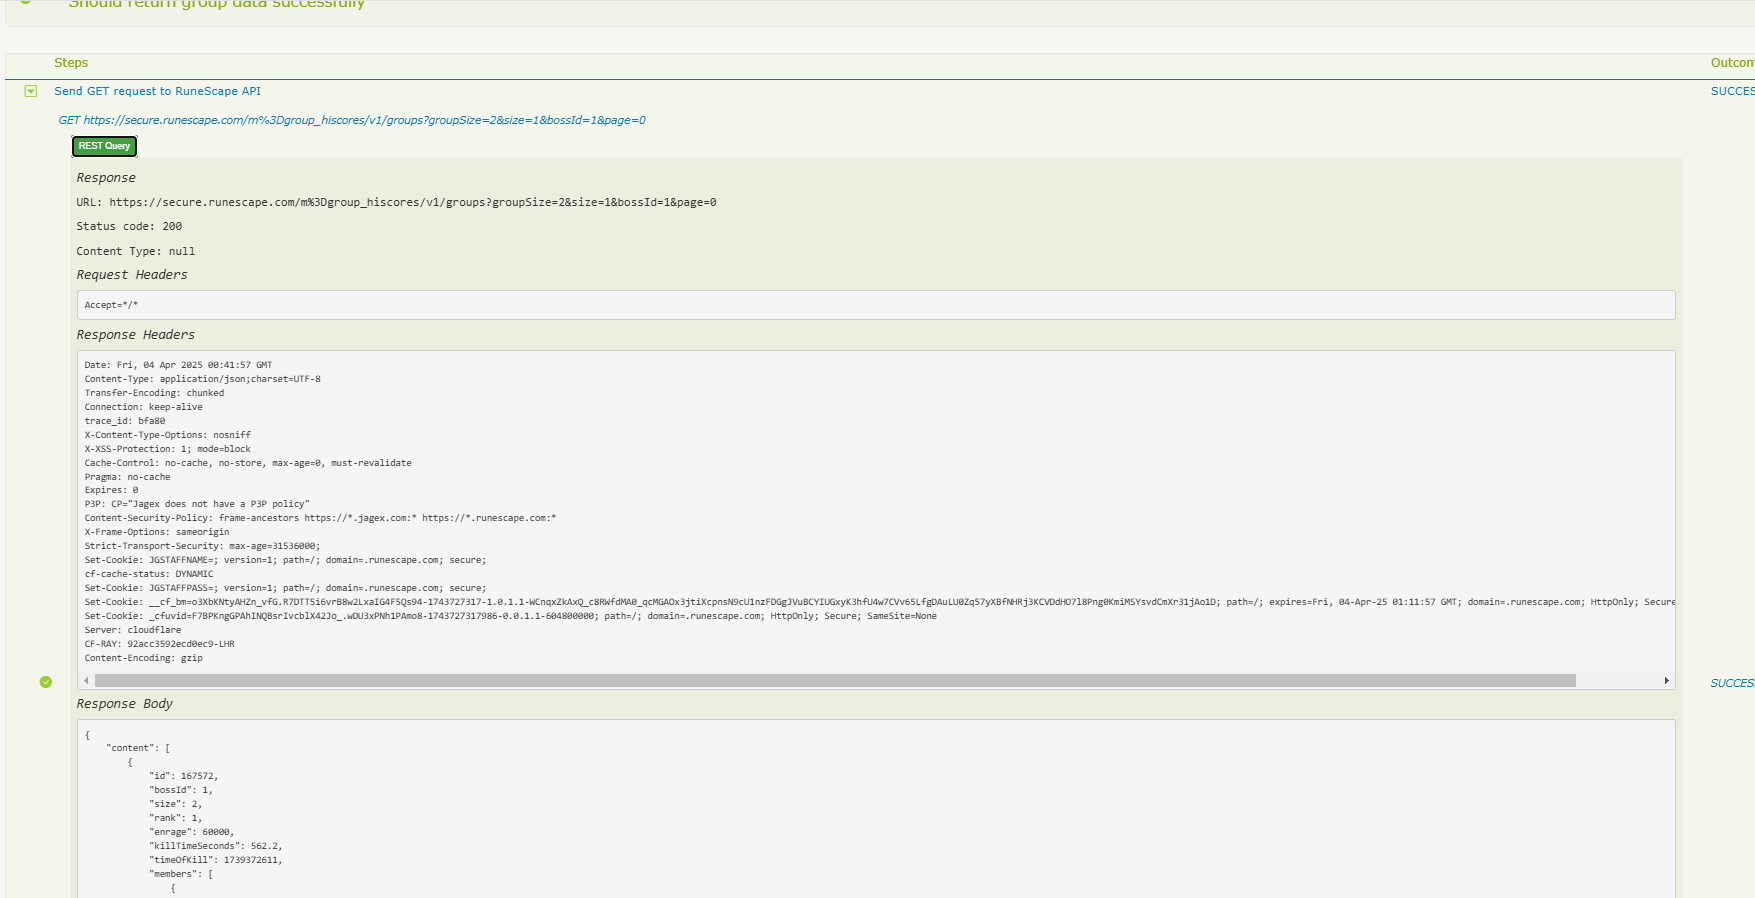 Should return group data successfully
Steps
Outcom
Send GET request to RuneScape API
SUCCES
GET https://secure.runescape.com/m%3Dgroup_hiscores/v1/groups?groupSize=2&size=1&bossId=1&page=0
REST Query
Response
URL: https://secure.runescape.com/m%3Dgroup_hiscores/v1/groups?groupSize=2&size=1&bossId=1&page=0
Status code: 200
Content Type: null
Request Headers
Accept=*/*
Response Headers
Date: Fri, 04 Apr 2025 00:41:57 GMT
Content-Type: application/json;charset=UTF-8
Transfer-Encoding: chunked
Connection: keep-alive
trace_id: bfa80
X-Content-Type-Options: nosniff
X-XSS-Protection: 1; mode=block
Cache-Control: no-cache, no-store, max-age=0, must-revalidate
Pragma: no-cache
Expires: 0
P3P: CP="Jagex does not have a P3P policy"
Content-Security-Policy: frame-ancestors https://*.jagex.com:* https://*.runescape.com:*
X-Frame-Options: sameorigin
Strict-Transport-Security: max-age=31536000;
Set-Cookie: JGSTAFFNAME=; version=1; path=/; domain=.runescape.com; secure;
cf-cache-status: DYNAMIC
Set-Cookie: JGSTAFFPASS=; version=1; path=/; domain=.runescape.com; secure;
Set-Cookie: __cf_bm=o3XbKNtyAHZn_vfG.R7DTT5i6vrB8w2LxaIG4F5Qs94-1743727317-1.0.1.1-WCnqxZkAxQ_c8RWfdMA0_qcMGAOx3jtiXcpnsN9cU1nzFDGgJVuBCYIUGxyK3hfU4w7CVv65LfgDAuLU0Zq57yXBfNHRj3KCVDdHO7l8Png0KmiMSYsvdCmXr31jAo1D; path=/; expires=Fri, 04-Apr-25 01:11:57 GMT; domain=.runescape.com; HttpOnly; Secure
Set-Cookie: _cfuvid=F7BPKngGPAhINQBsrIvcblX42Jo_.wDU3xPNh1PAmo8-1743727317986-0.0.1.1-604800000; path=/; domain=.runescape.com; HttpOnly; Secure; SameSite=None
Server: cloudflare
CF-RAY: 92acc3592ecd0ec9-LHR
Content-Encoding: gzip
SUCCES
Response Body
{
"content": [
{
"id": 167572,
"bossId": 1,
"size": 2,
"rank": 1,
"enrage": 60000,
"killTimeSeconds": 562.2,
"timeOfKill": 1739372611,
"members": [
{